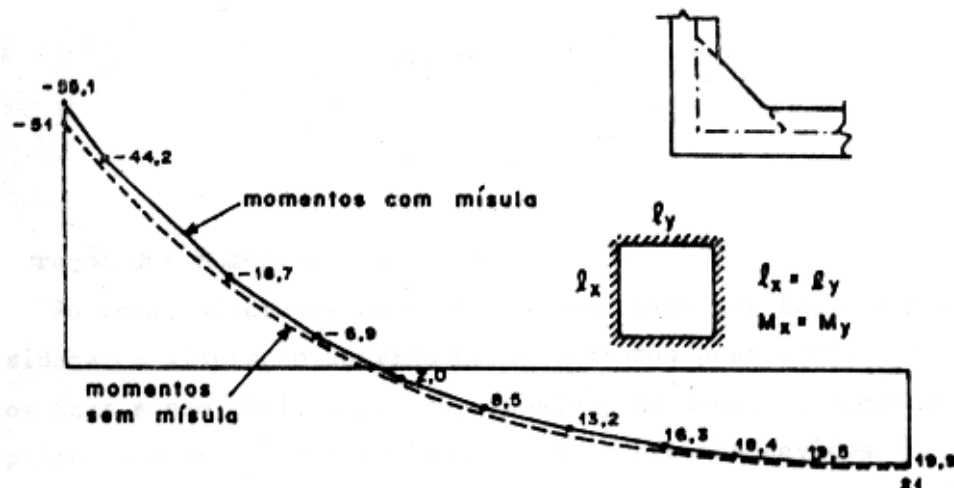 -55,1
-51
-44,2
momentos com mísula
-18,7
-6,9
momentos
sem mísula
2,0
8,5
13,2
16,3
18,4
19,5
19,9
21
ℓy
ℓx
ℓx = ℓy
Mx = My